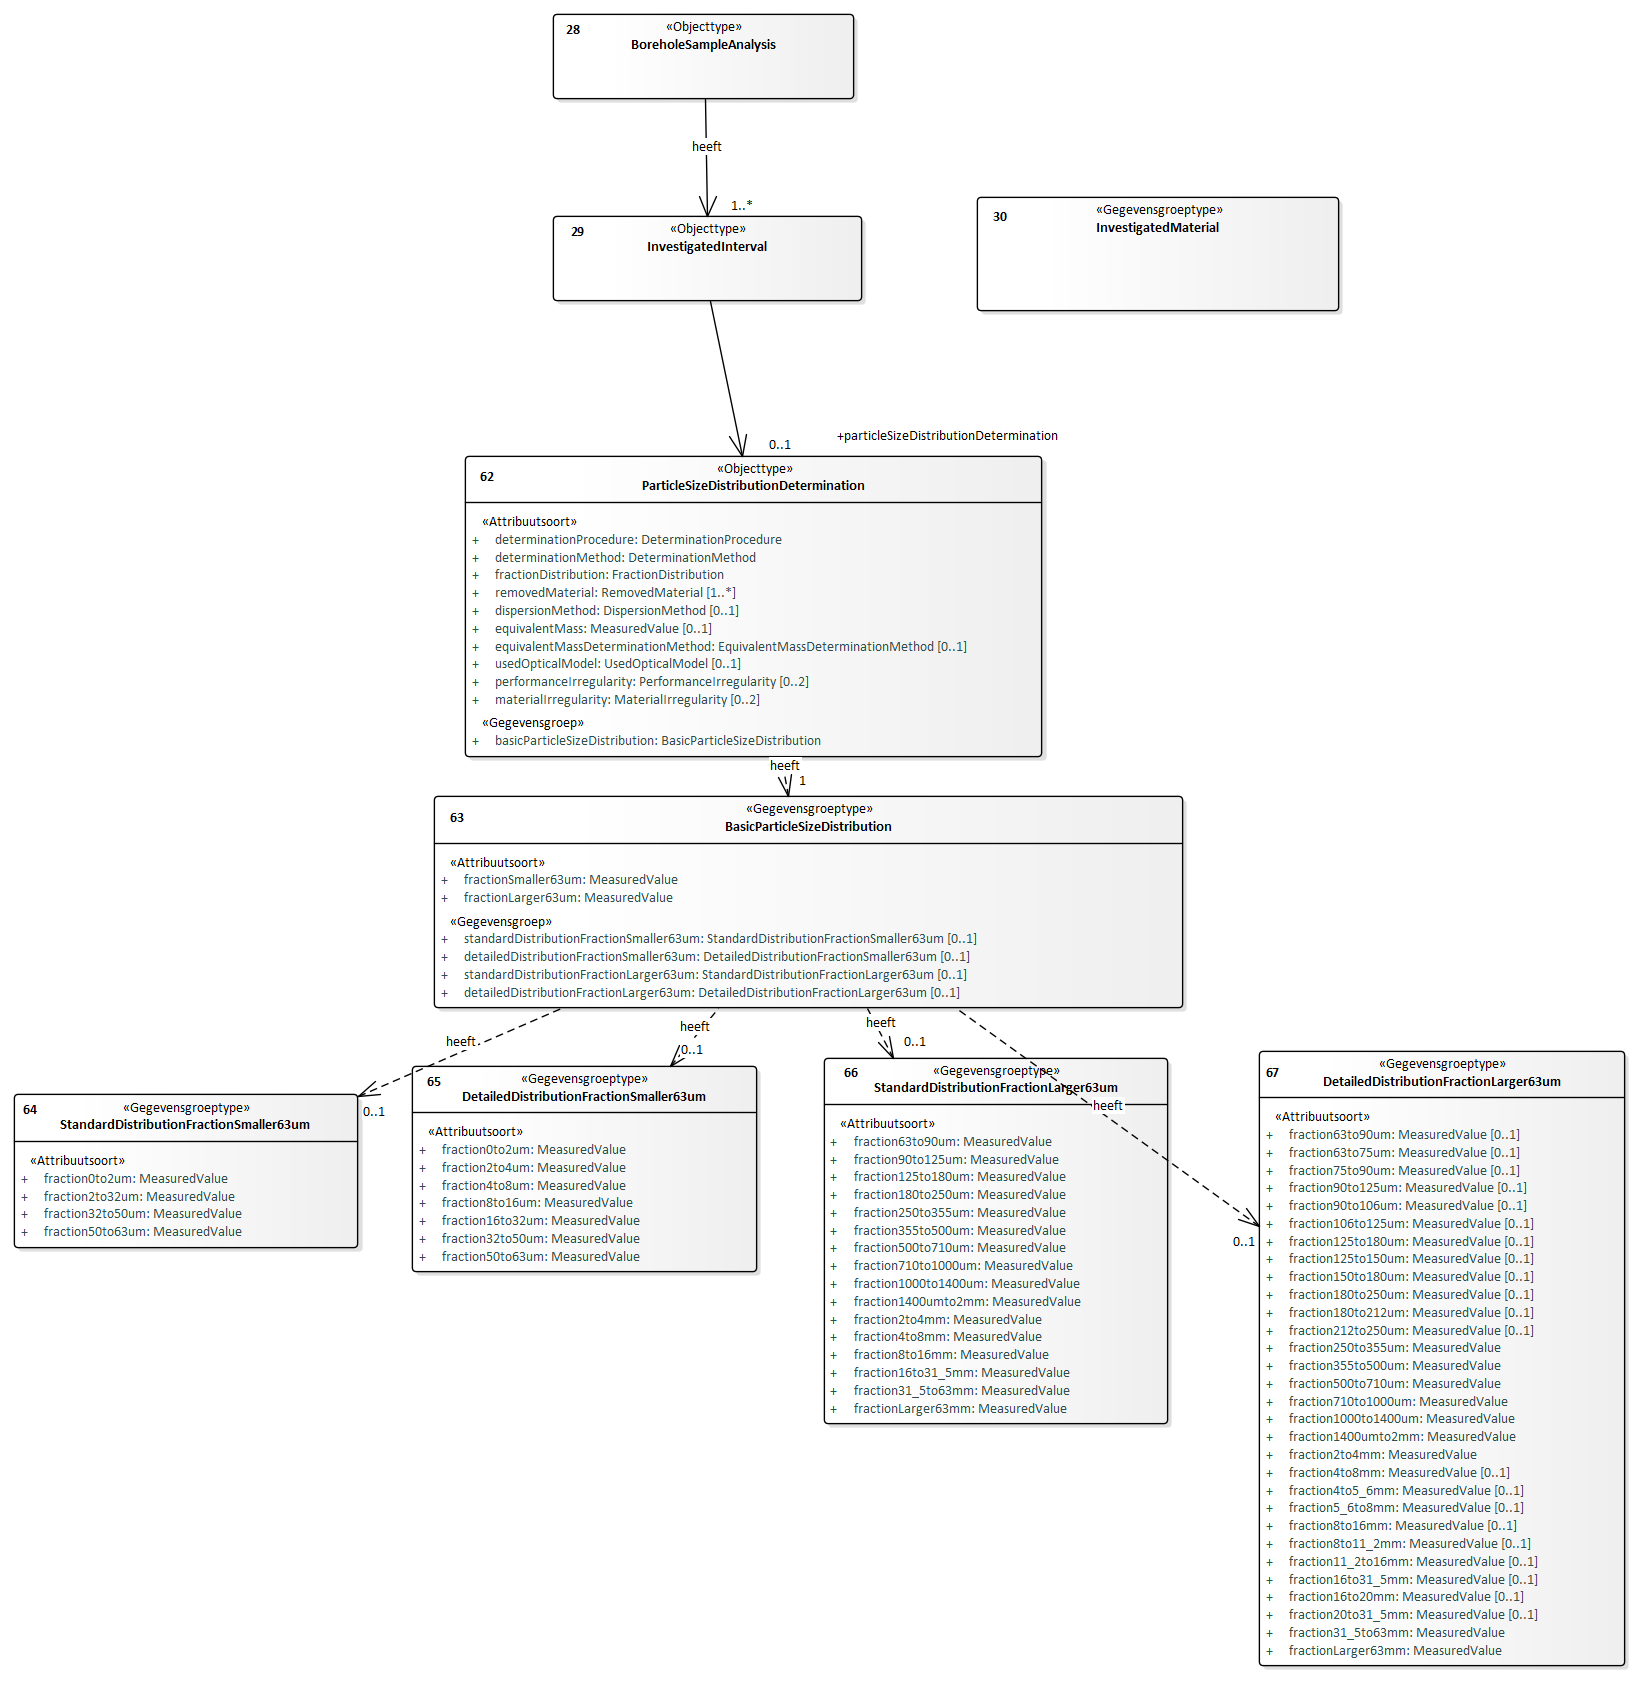 28
«Objecttype»
BoreholeSampleAnalysis
heeft
1..*
29
«Objecttype»
InvestigatedInterval
30
«Gegevensgroeptype»
InvestigatedMaterial
0..1
+particleSizeDistributionDetermination
62
«Objecttype»
ParticleSizeDistributionDetermination
«Attribuutsoort»
+ determinationProcedure: DeterminationProcedure
+ determinationMethod: DeterminationMethod
+ fractionDistribution: FractionDistribution
+ removedMaterial: RemovedMaterial [1..*]
+ dispersionMethod: DispersionMethod [0..1]
+ equivalentMass: MeasuredValue [0..1]
+ equivalentMassDeterminationMethod: EquivalentMassDeterminationMethod [0..1]
+ usedOpticalModel: UsedOpticalModel [0..1]
+ performanceIrregularity: PerformanceIrregularity [0..2]
+ materialIrregularity: MaterialIrregularity [0..2]
«Gegevensgroep»
+ basicParticleSizeDistribution: BasicParticleSizeDistribution
heeft
1
63
«Gegevensgroeptype»
BasicParticleSizeDistribution
«Attribuutsoort»
+ fractionSmaller63um: MeasuredValue
+ fractionLarger63um: MeasuredValue
«Gegevensgroep»
+ standardDistributionFractionSmaller63um: StandardDistributionFractionSmaller63um [0..1]
+ detailedDistributionFractionSmaller63um: DetailedDistributionFractionSmaller63um [0..1]
+ standardDistributionFractionLarger63um: StandardDistributionFractionLarger63um [0..1]
+ detailedDistributionFractionLarger63um: DetailedDistributionFractionLarger63um [0..1]
heeft
0..1
heeft
0..1
heeft
0..1
heeft
0..1
64
«Gegevensgroeptype»
StandardDistributionFractionSmaller63um
«Attribuutsoort»
+ fraction0to2um: MeasuredValue
+ fraction2to32um: MeasuredValue
+ fraction32to50um: MeasuredValue
+ fraction50to63um: MeasuredValue
65
«Gegevensgroeptype»
DetailedDistributionFractionSmaller63um
«Attribuutsoort»
+ fraction0to2um: MeasuredValue
+ fraction2to4um: MeasuredValue
+ fraction4to8um: MeasuredValue
+ fraction8to16um: MeasuredValue
+ fraction16to32um: MeasuredValue
+ fraction32to50um: MeasuredValue
+ fraction50to63um: MeasuredValue
66
«Gegevensgroeptype»
StandardDistributionFractionLarger63um
«Attribuutsoort»
+ fraction63to90um: MeasuredValue
+ fraction90to125um: MeasuredValue
+ fraction125to180um: MeasuredValue
+ fraction180to250um: MeasuredValue
+ fraction250to355um: MeasuredValue
+ fraction355to500um: MeasuredValue
+ fraction500to710um: MeasuredValue
+ fraction710to1000um: MeasuredValue
+ fraction1000to1400um: MeasuredValue
+ fraction1400umto2mm: MeasuredValue
+ fraction2to4mm: MeasuredValue
+ fraction4to8mm: MeasuredValue
+ fraction8to16mm: MeasuredValue
+ fraction16to31_5mm: MeasuredValue
+ fraction31_5to63mm: MeasuredValue
+ fractionLarger63mm: MeasuredValue
67
«Gegevensgroeptype»
DetailedDistributionFractionLarger63um
«Attribuutsoort»
+ fraction63to90um: MeasuredValue [0..1]
+ fraction63to75um: MeasuredValue [0..1]
+ fraction75to90um: MeasuredValue [0..1]
+ fraction90to125um: MeasuredValue [0..1]
+ fraction90to106um: MeasuredValue [0..1]
+ fraction106to125um: MeasuredValue [0..1]
+ fraction125to180um: MeasuredValue [0..1]
+ fraction125to150um: MeasuredValue [0..1]
+ fraction150to180um: MeasuredValue [0..1]
+ fraction180to250um: MeasuredValue [0..1]
+ fraction180to212um: MeasuredValue [0..1]
+ fraction212to250um: MeasuredValue [0..1]
+ fraction250to355um: MeasuredValue
+ fraction355to500um: MeasuredValue
+ fraction500to710um: MeasuredValue
+ fraction710to1000um: MeasuredValue
+ fraction1000to1400um: MeasuredValue
+ fraction1400umto2mm: MeasuredValue
+ fraction2to4mm: MeasuredValue
+ fraction4to8mm: MeasuredValue [0..1]
+ fraction4to5_6mm: MeasuredValue [0..1]
+ fraction5_6to8mm: MeasuredValue [0..1]
+ fraction8to16mm: MeasuredValue [0..1]
+ fraction8to11_2mm: MeasuredValue [0..1]
+ fraction11_2to16mm: MeasuredValue [0..1]
+ fraction16to31_5mm: MeasuredValue [0..1]
+ fraction16to20mm: MeasuredValue [0..1]
+ fraction20to31_5mm: MeasuredValue [0..1]
+ fraction31_5to63mm: MeasuredValue
+ fractionLarger63mm: MeasuredValue